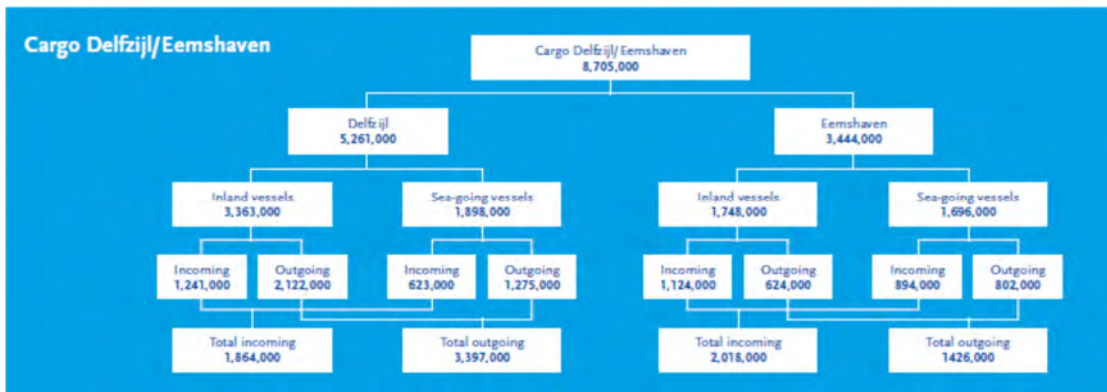 Cargo Delfzijl/Eemshaven
Cargo Delfzijl/Eemshaven
8,705,000
Delfzijl
5,261,000
Eemshaven
3,444,000
Inland vessels
3,363,000
Sea-going vessels
1,898,000
Inland vessels
1,748,000
Sea-going vessels
1,696,000
Incoming
1,241,000
Outgoing
2,122,000
Incoming
623,000
Outgoing
1,275,000
Incoming
1,124,000
Outgoing
624,000
Incoming
894,000
Outgoing
802,000
Total incoming
1,864,000
Total outgoing
3,397,000
Total incoming
2,018,000
Total outgoing
1426,000